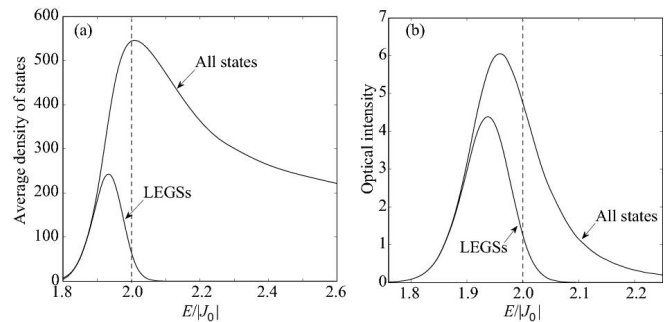 (a)
Average density of states
600
500
400
300
200
100
0
All states
LEGSs
1.8 1.9 2.0 2.2 2.4 2.6
E/|J₀|
(b)
Optical intensity
7
6
5
4
3
2
1
0
LEGSs
All states
1.8 1.9 2.0 2.1 2.2
E/|J₀|